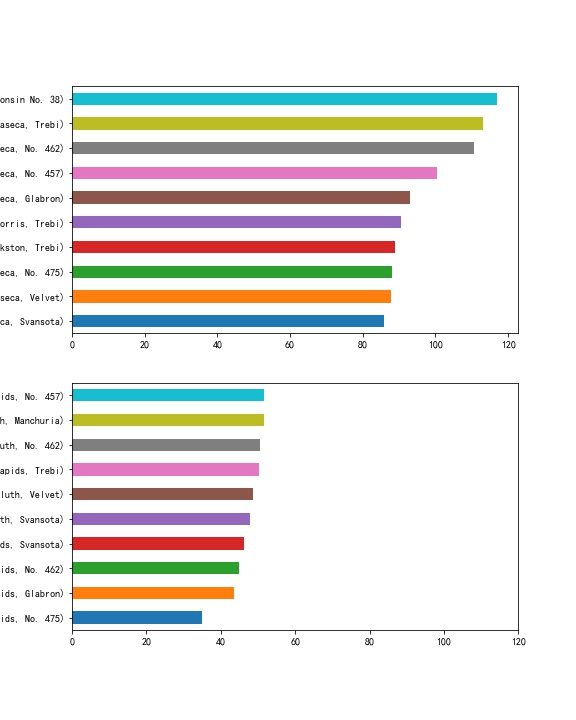 onsin No. 38)
aseca, Trebi)
eca, No. 462)
eca, No. 457)
eca, Glabron)
orris, Trebi)
kston, Trebi)
eca, No. 475)
seca, Velvet)
ca, Svansota)
0 20 40 60 80 100 120
ids, No. 457)
h, Manchuria)
uth, No. 462)
apids, Trebi)
luth, Velvet)
th, Svansota)
ds, Svansota)
ids, No. 462)
ids, Glabron)
ids, No. 475)
0 20 40 60 80 100 120